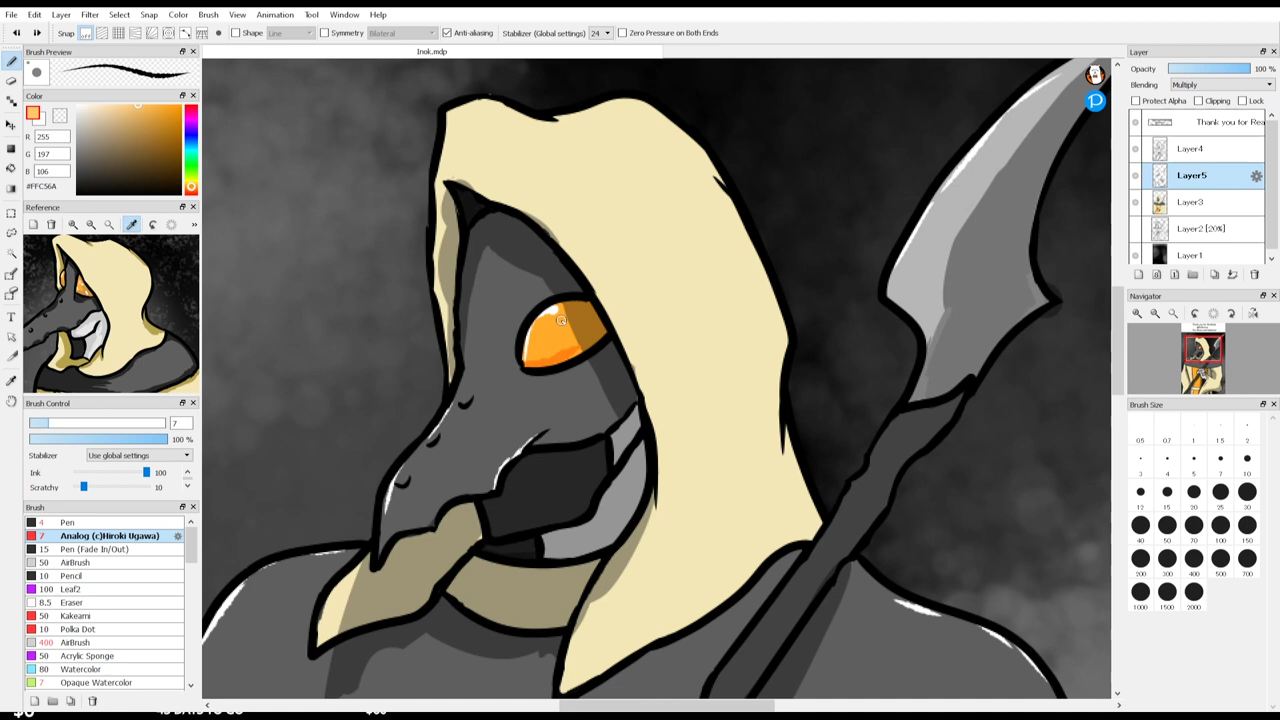 File Edit Layer Filter Select Snap Color Brush View Animation Tool Window Help
Snap OFF Shape Line Symmetry Bilateral Anti-aliasing Stabilizer (Global settings) 24 Zero Pressure on Both Ends
Brush Preview
Inok.mdp
Color
R 255
G 197
B 106
#FFC56A
Reference
Brush Control
7
100 %
Stabilizer Use global settings
Ink 100
Scratchy 10
Brush
4 Pen
7 Analog (c)Hiroki Ugawa)
15 Pen (Fade In/Out)
50 AirBrush
10 Pencil
100 Leaf2
8.5 Eraser
50 Kakeami
10 Polka Dot
400 AirBrush
50 Acrylic Sponge
80 Watercolor
7 Opaque Watercolor
Layer
Opacity 100 %
Blending Multiply
Protect Alpha Clipping Lock
Thank you for Rea
Layer4
Layer5
Layer3
Layer2 [20%]
Layer1
Navigator
Brush Size
0.5 0.7 1 1.5 2
3 4 5 7 10
12 15 20 25 30
40 50 70 100 150
200 300 400 500 700
1000 1500 2000